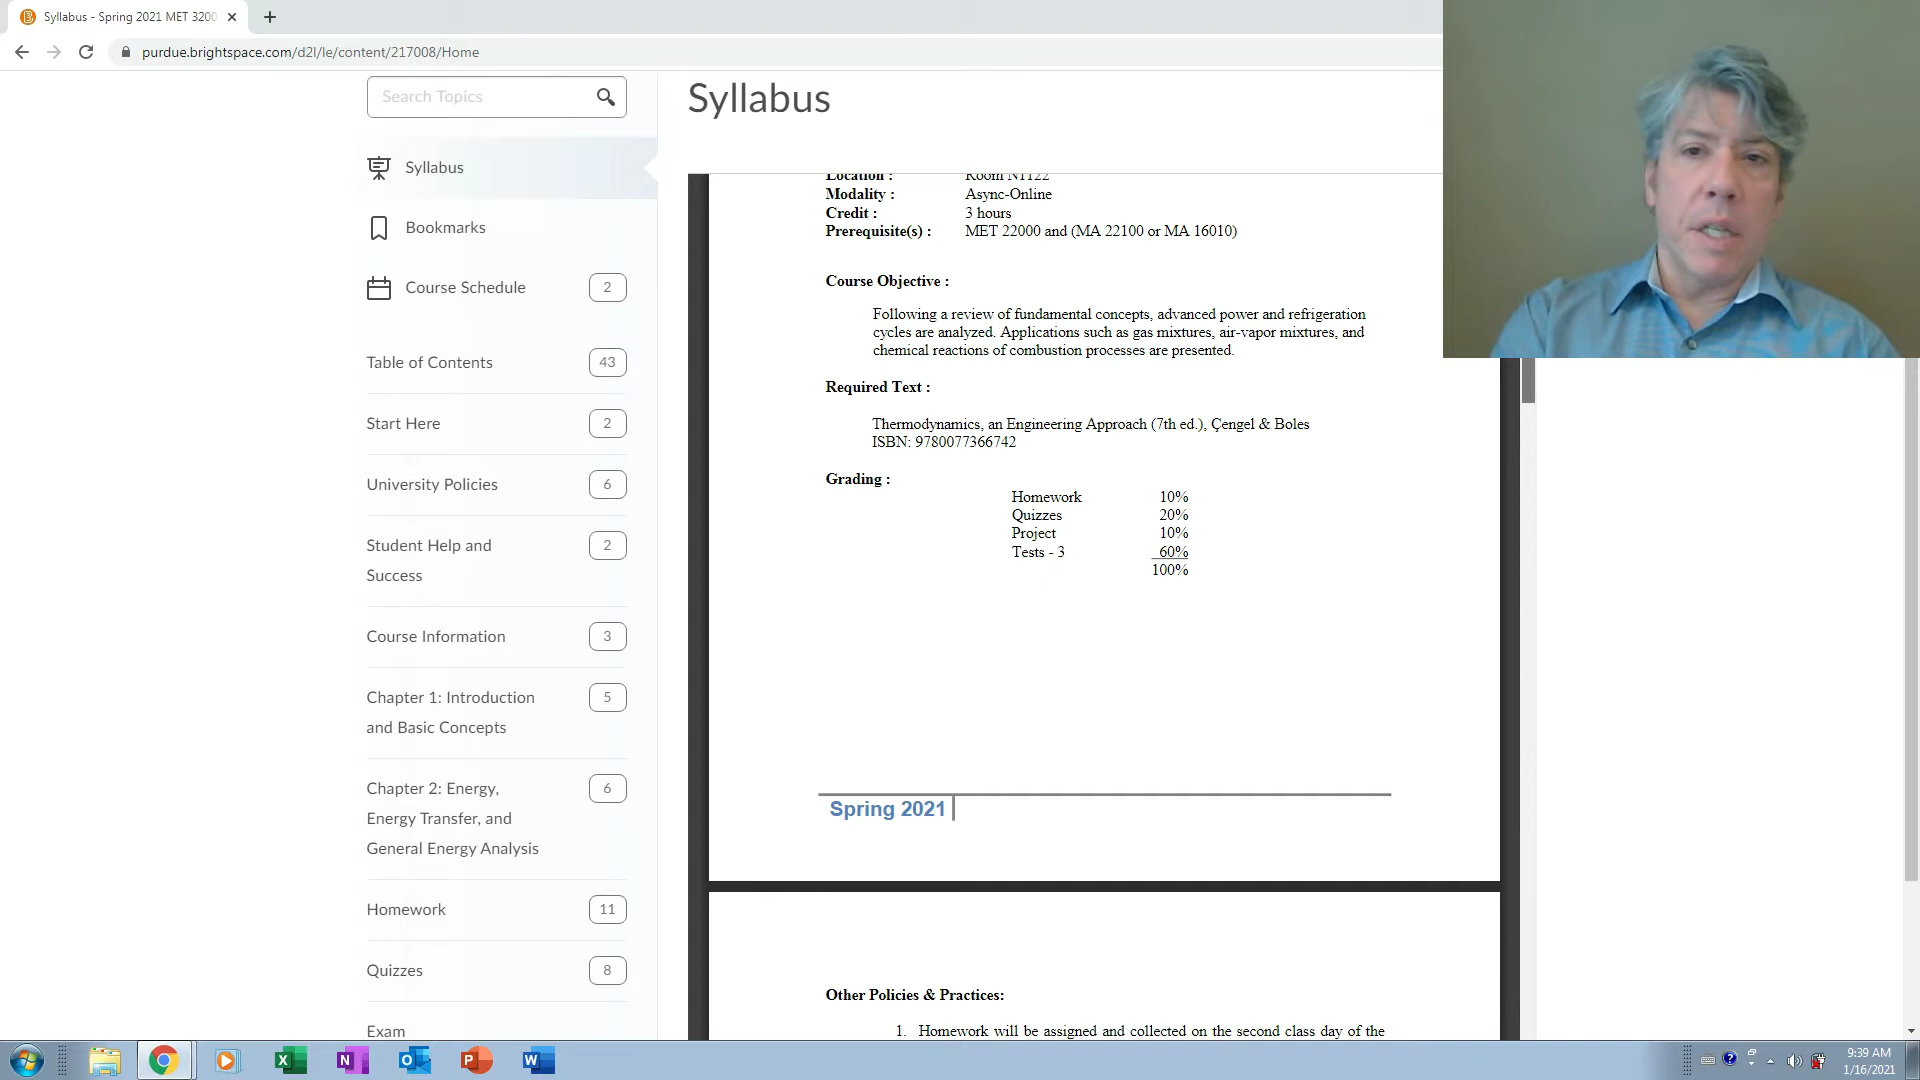 Syllabus - Spring 2021 MET 3200
purdue.brightspace.com/d2l/le/content/217008/Home
Search Topics
Syllabus
Bookmarks
Course Schedule 2
Table of Contents 43
Start Here 2
University Policies 6
Student Help and 2
Success
Course Information 3
Chapter 1: Introduction 5
and Basic Concepts
Chapter 2: Energy, 6
Energy Transfer, and
General Energy Analysis
Homework 11
Quizzes 8
Exam
Syllabus
Location : Room N1122
Modality : Async-Online
Credit : 3 hours
Prerequisite(s) : MET 22000 and (MA 22100 or MA 16010)
Course Objective :
Following a review of fundamental concepts, advanced power and refrigeration
cycles are analyzed. Applications such as gas mixtures, air-vapor mixtures, and
chemical reactions of combustion processes are presented.
Required Text :
Thermodynamics, an Engineering Approach (7th ed.), Çengel & Boles
ISBN: 9780077366742
Grading :
Homework 10%
Quizzes 20%
Project 10%
Tests - 3 60%
100%
Spring 2021
Other Policies & Practices:
1. Homework will be assigned and collected on the second class day of the
9:39 AM
1/16/2021